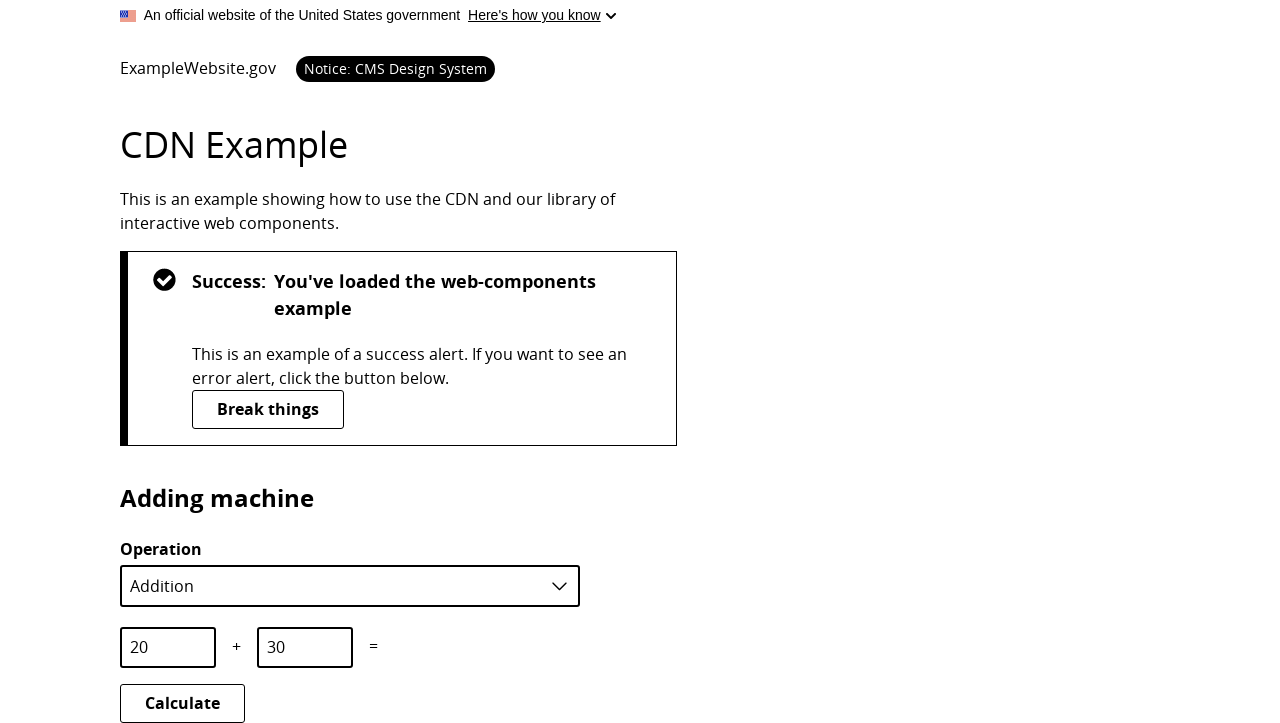 An official website of the United States government Here's how you know
ExampleWebsite.gov Notice: CMS Design System
CDN Example
This is an example showing how to use the CDN and our library of
interactive web components.
Success: You've loaded the web-components
example
This is an example of a success alert. If you want to see an
error alert, click the button below.
Break things
Adding machine
Operation
Addition
20 + 30 =
Calculate